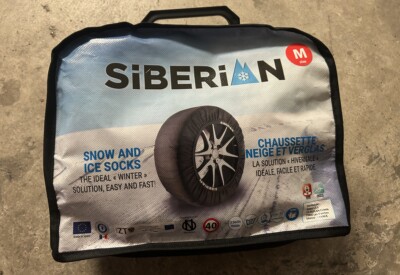 M
SiBERiAN
SNOW AND
ICE SOCKS
THE IDEAL « WINTER »
SOLUTION, EASY AND FAST!
CHAUSSETTE
NEIGE ET VERGLAS
LA SOLUTION « HIVERNALE »
IDÉALE, FACILE ET RAPIDE
40